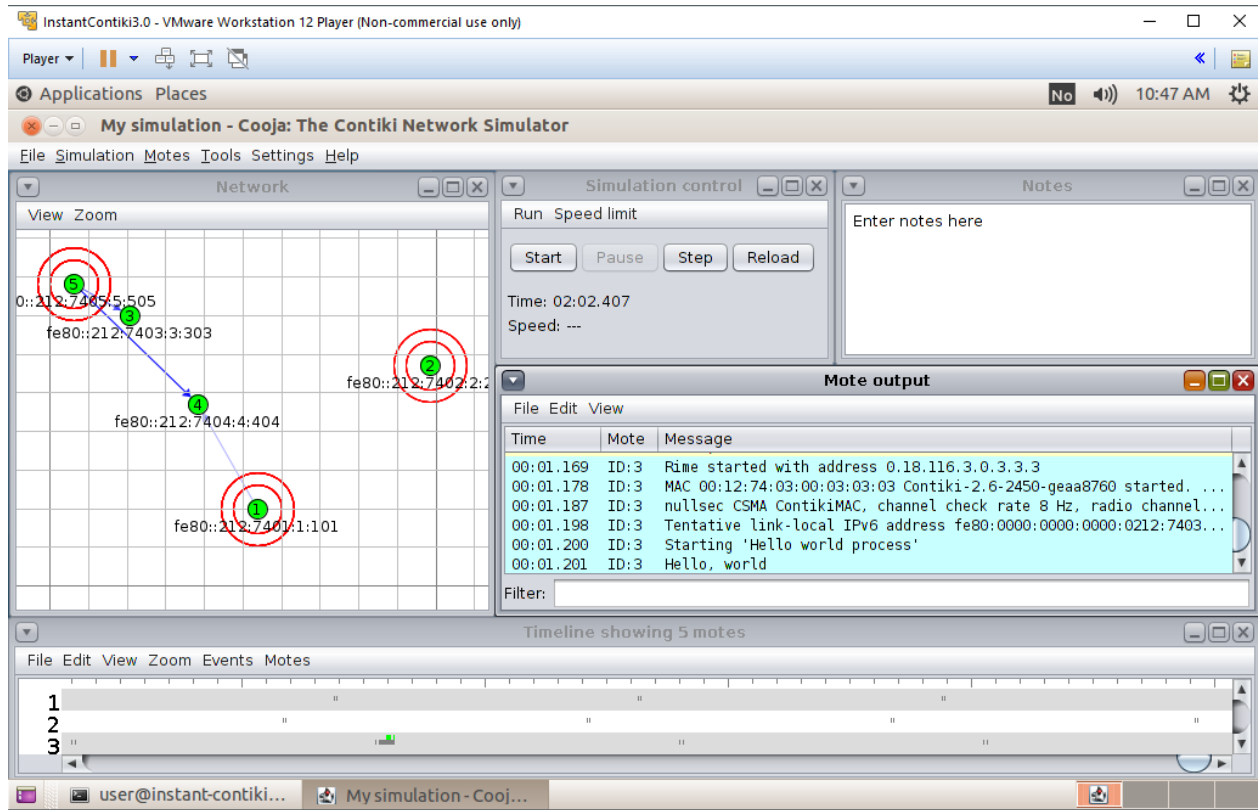 InstantContiki3.0 - VMware Workstation 12 Player (Non-commercial use only)
Player
Applications Places
No 10:47 AM
My simulation - Cooja: The Contiki Network Simulator
File Simulation Motes Tools Settings Help
Network
View Zoom
5
0::212:7405:5:505
3
fe80::212:7403:3:303
2
fe80::212:7402:2:2
4
fe80::212:7404:4:404
1
fe80::212:7401:1:101
Simulation control
Run Speed limit
Start Pause Step Reload
Time: 02:02.407
Speed: ---
Notes
Enter notes here
Mote output
File Edit View
Time Mote Message
00:01.169 ID:3 Rime started with address 0.18.116.3.0.3.3.3
00:01.178 ID:3 MAC 00:12:74:03:00:03:03:03 Contiki-2.6-2450-geaa8760 started. ...
00:01.187 ID:3 nullsec CSMA ContikiMAC, channel check rate 8 Hz, radio channel...
00:01.198 ID:3 Tentative link-local IPv6 address fe80:0000:0000:0000:0212:7403...
00:01.200 ID:3 Starting 'Hello world process'
00:01.201 ID:3 Hello, world
Filter:
Timeline showing 5 motes
File Edit View Zoom Events Motes
1
2
3
user@instant-contiki...
My simulation - Cooj...